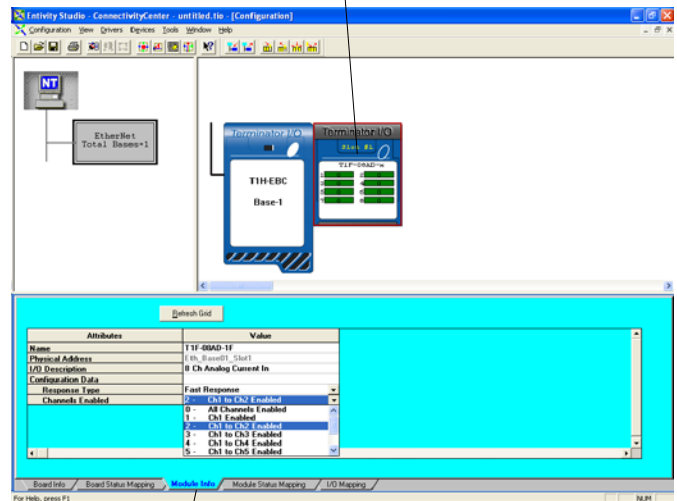 Entivity Studio - ConnectivityCenter - untitled.tio - [Configuration]
Configuration View Drivers Devices Tools Window Help
NT
EtherNet
Total Bases=1
Terminator I/O
T1H-EBC
Base-1
Terminator I/O
Slot #1
T1F-08AD-x
Refresh Grid
Attributes Value
Name T1F-08AD-1F
Physical Address Eth_Base01_Slot1
I/O Description 8 Ch Analog Current In
Configuration Data
Response Type Fast Response
Channels Enabled 2 - Ch1 to Ch2 Enabled
0 - All Channels Enabled
1 - Ch1 Enabled
2 - Ch1 to Ch2 Enabled
3 - Ch1 to Ch3 Enabled
4 - Ch1 to Ch4 Enabled
5 - Ch1 to Ch5 Enabled
Board Info Board Status Mapping Module Info Module Status Mapping I/O Mapping
For Help, press F1 NUM